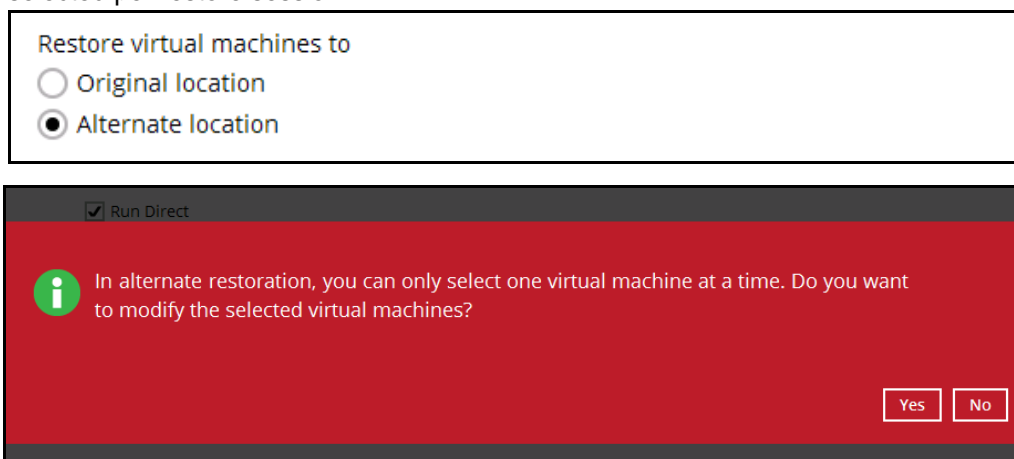 Restore virtual machines to
Original location
Alternate location
Run Direct
In alternate restoration, you can only select one virtual machine at a time. Do you want
to modify the selected virtual machines?
Yes No